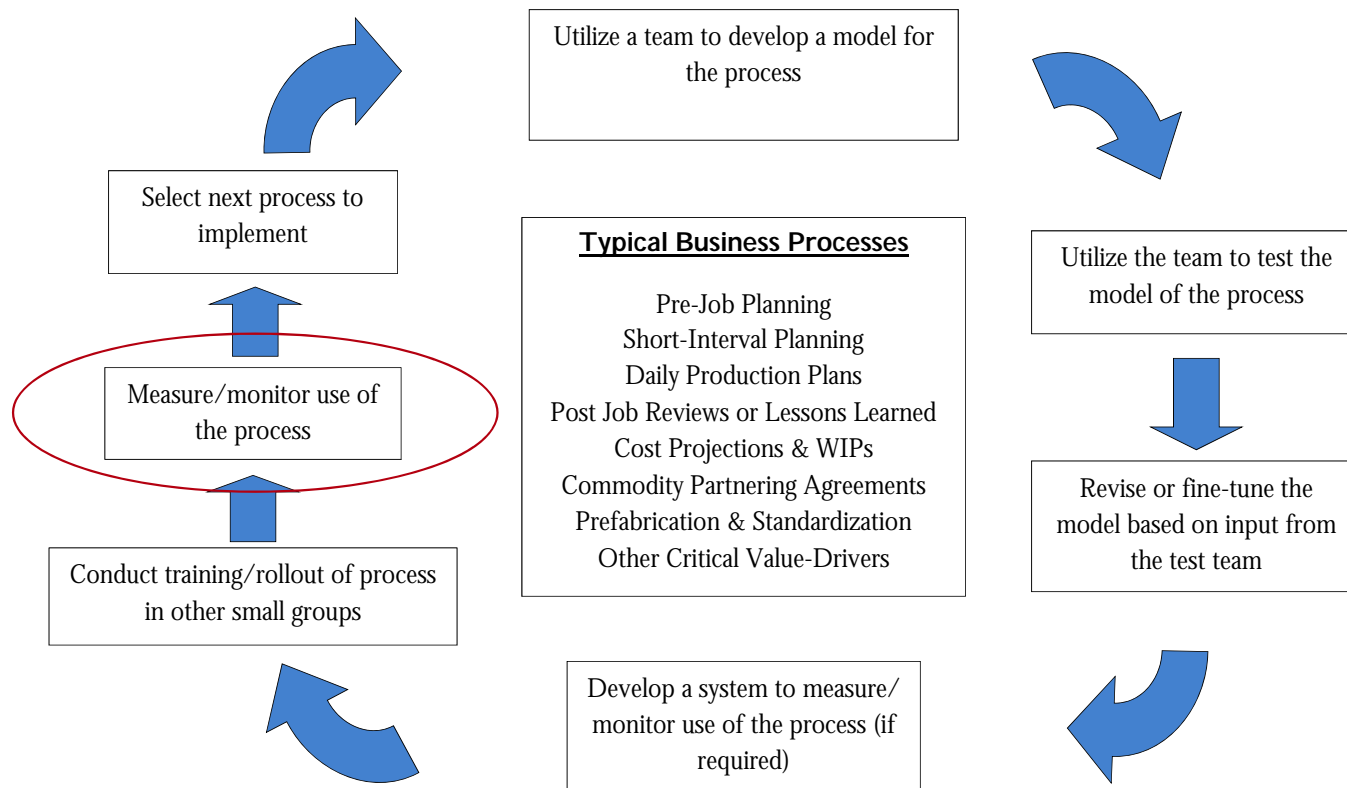 Utilize a team to develop a model for
the process
Select next process to
implement
Typical Business Processes
Pre-Job Planning
Short-Interval Planning
Daily Production Plans
Post Job Reviews or Lessons Learned
Cost Projections & WIPs
Commodity Partnering Agreements
Prefabrication & Standardization
Other Critical Value-Drivers
Utilize the team to test the
model of the process
Measure/monitor use of
the process
Revise or fine-tune the
model based on input from
the test team
Conduct training/rollout of process
in other small groups
Develop a system to measure/
monitor use of the process (if
required)